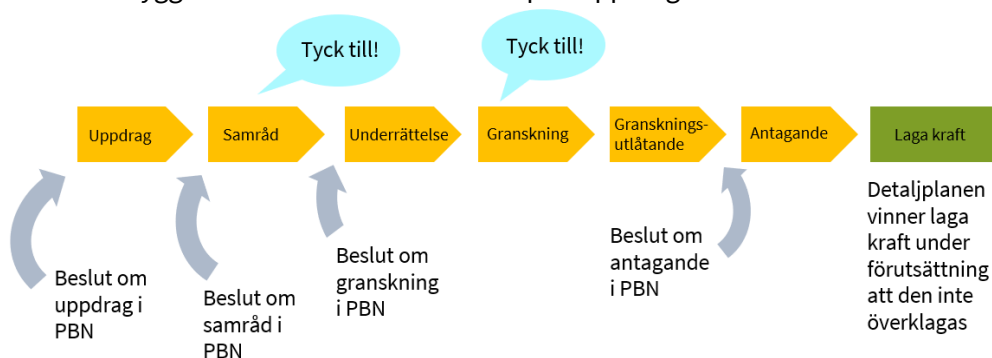 Tyck till!
Tyck till!
Uppdrag
Samråd
Underrättelse
Granskning
Gransknings-
utlåtande
Antagande
Laga kraft
Beslut om
uppdrag i
PBN
Beslut om
samråd i
PBN
Beslut om
granskning
i PBN
Beslut om
antagande
i PBN
Detaljplanen
vinner laga
kraft under
förutsättning
att den inte
överklagas